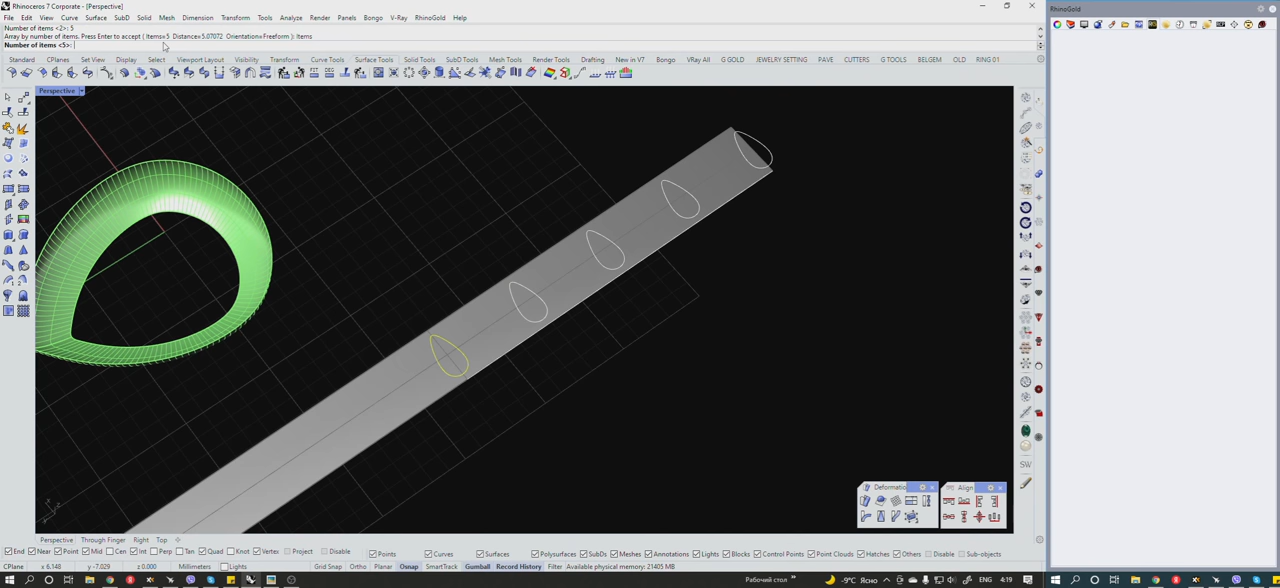 Rhinoceros 7 Corporate - [Perspective]
File Edit View Curve Surface SubD Solid Mesh Dimension Transform Tools Analyze Render Panels Bongo V-Ray RhinoGold Help
Number of items <2>: 5
Array by number of items. Press Enter to accept ( Items=5 Distance=5.07072 Orientation=Freeform ): Items
Number of items <5>:
Standard CPlanes Set View Display Select Viewport Layout Visibility Transform Curve Tools Surface Tools Solid Tools SubD Tools Mesh Tools Render Tools Drafting New in V7 Bongo VRay All G GOLD JEWELRY SETTING PAVE CUTTERS G TOOLS BELGEM OLD RING 01
Perspective
RhinoGold
SW
Deformatio
Align
Perspective Through Finger Right Top
End Near Point Mid Cen Int Perp Tan Quad Knot Vertex Project Disable
Points Curves Surfaces Polysurfaces SubDs Meshes Annotations Lights Blocks Control Points Point Clouds Hatches Others Disable Sub-objects
CPlane x 6.148 y -7.029 z 0.000 Millimeters Lights Grid Snap Ortho Planar Osnap SmartTrack Gumball Record History Filter Available physical memory: 21405 MB
Рабочий стол -9°C Ясно ENG 4:19